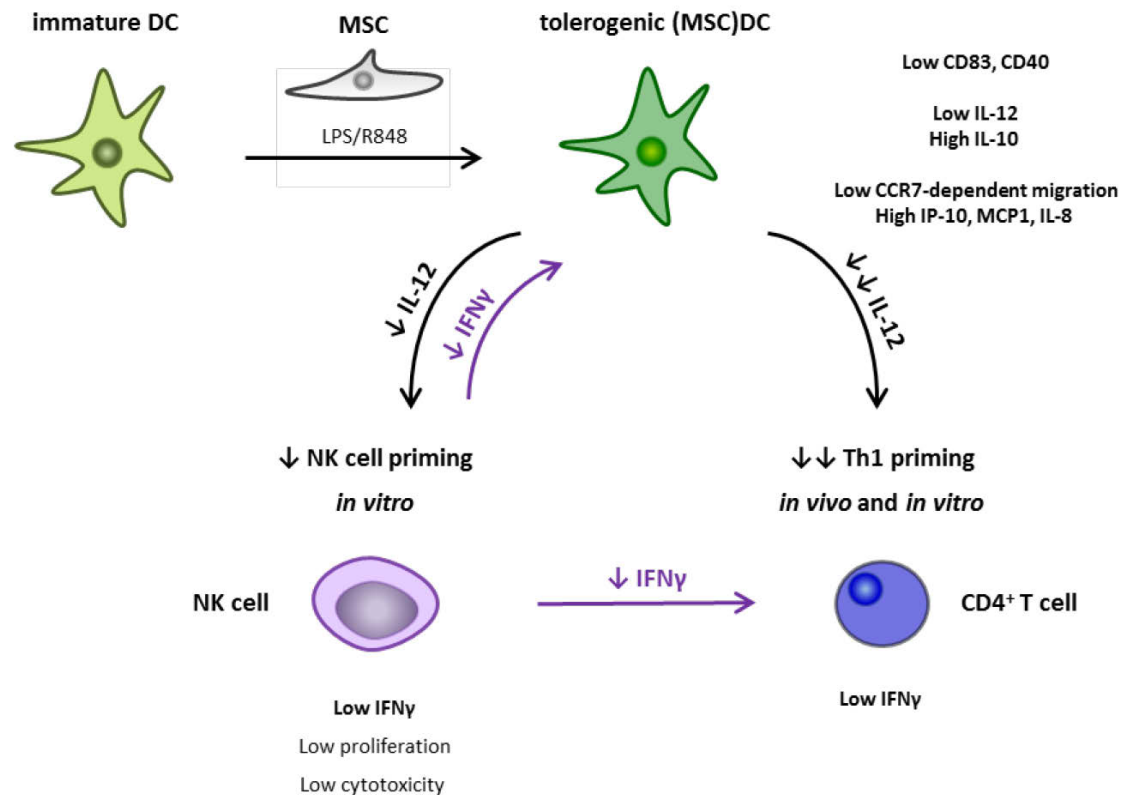 immature DC
MSC
tolerogenic (MSC)DC
LPS/R848
Low CD83, CD40
Low IL-12
High IL-10
Low CCR7-dependent migration
High IP-10, MCP1, IL-8
↓ IL-12
↓ IFNγ
↓↓ IL-12
↓ NK cell priming
in vitro
↓↓ Th1 priming
in vivo and in vitro
NK cell
↓ IFNγ
CD4⁺ T cell
Low IFNγ
Low proliferation
Low cytotoxicity
Low IFNγ